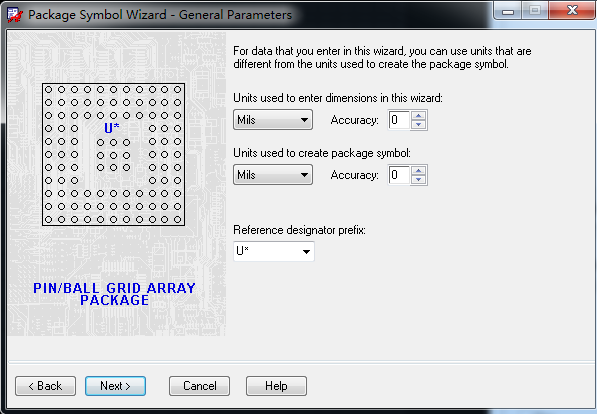 Package Symbol Wizard - General Parameters
For data that you enter in this wizard, you can use units that are
different from the units used to create the package symbol.
Units used to enter dimensions in this wizard:
Mils Accuracy: 0
Units used to create package symbol:
Mils Accuracy: 0
Reference designator prefix:
U*
U*
PIN/BALL GRID ARRAY
PACKAGE
< Back Next > Cancel Help